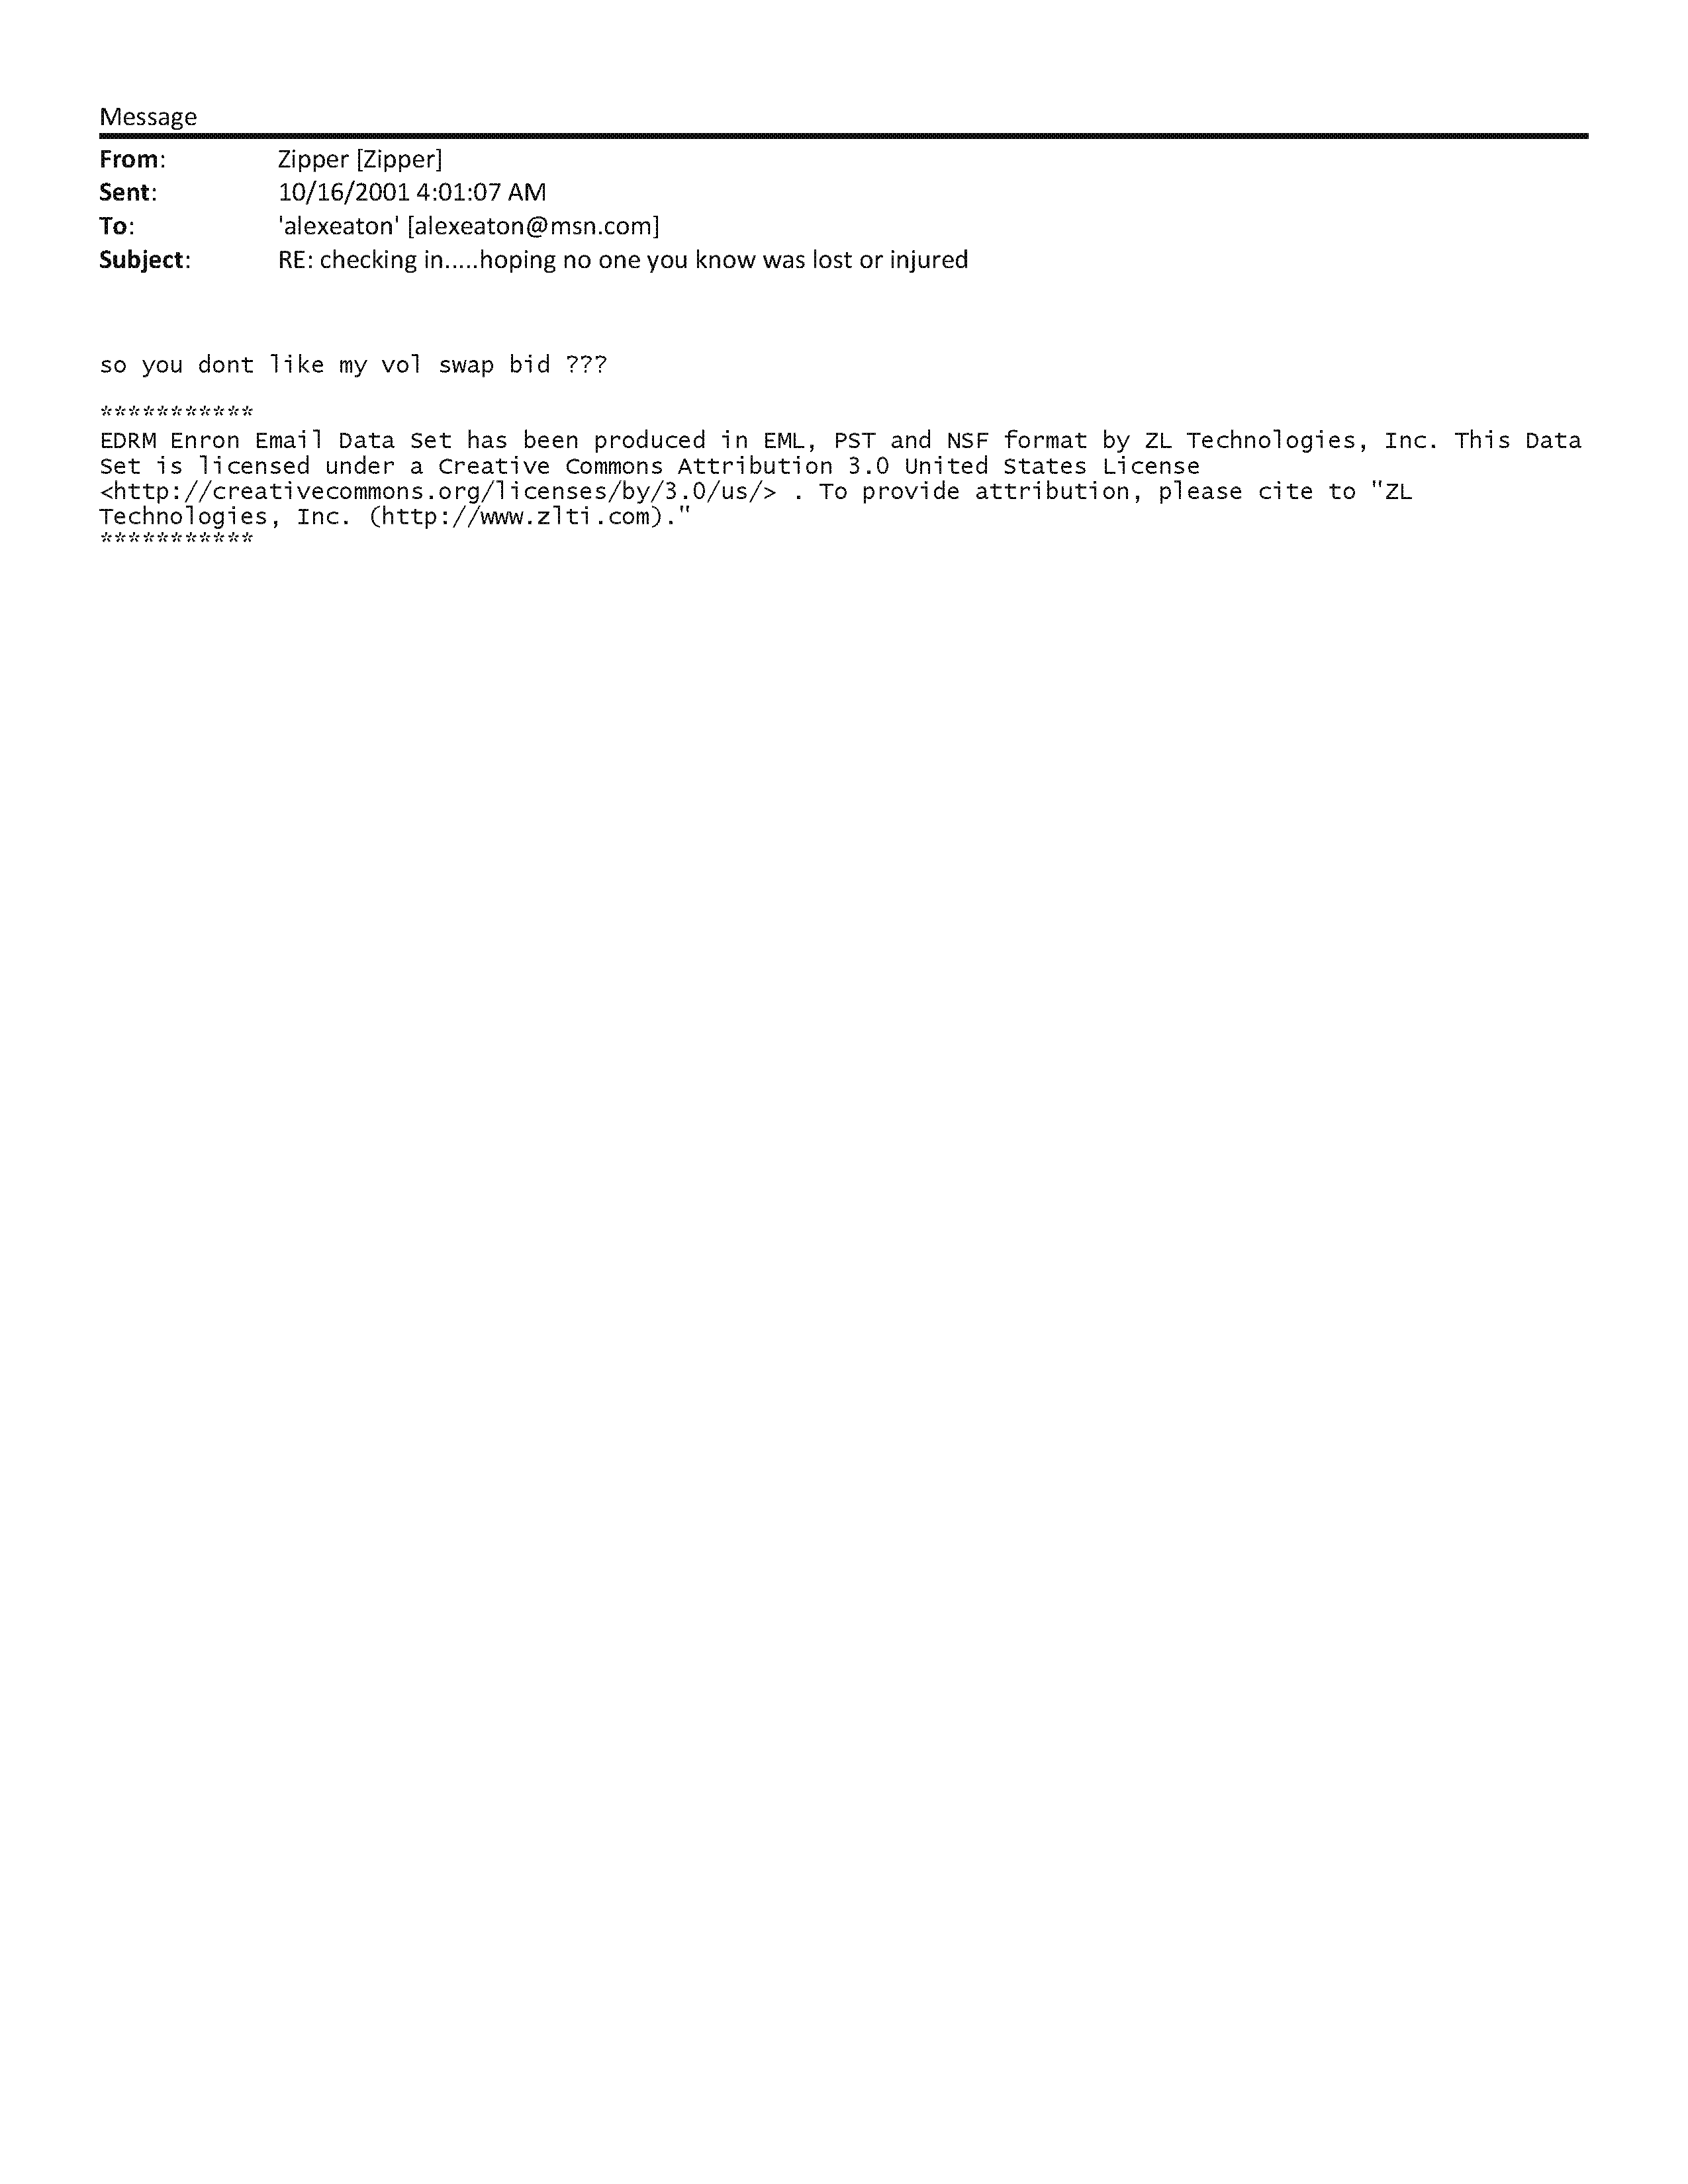 Message
From: Zipper [Zipper]
Sent: 10/16/2001 4:01:07 AM
To: 'alexeaton' [alexeaton@msn.com]
Subject: RE: checking in.....hoping no one you know was lost or injured
so you dont like my vol swap bid ???
***********
EDRM Enron Email Data Set has been produced in EML, PST and NSF format by ZL Technologies, Inc. This Data
Set is licensed under a Creative Commons Attribution 3.0 United States License
<http://creativecommons.org/licenses/by/3.0/us/> . To provide attribution, please cite to "ZL
Technologies, Inc. (http://www.zlti.com)."
***********